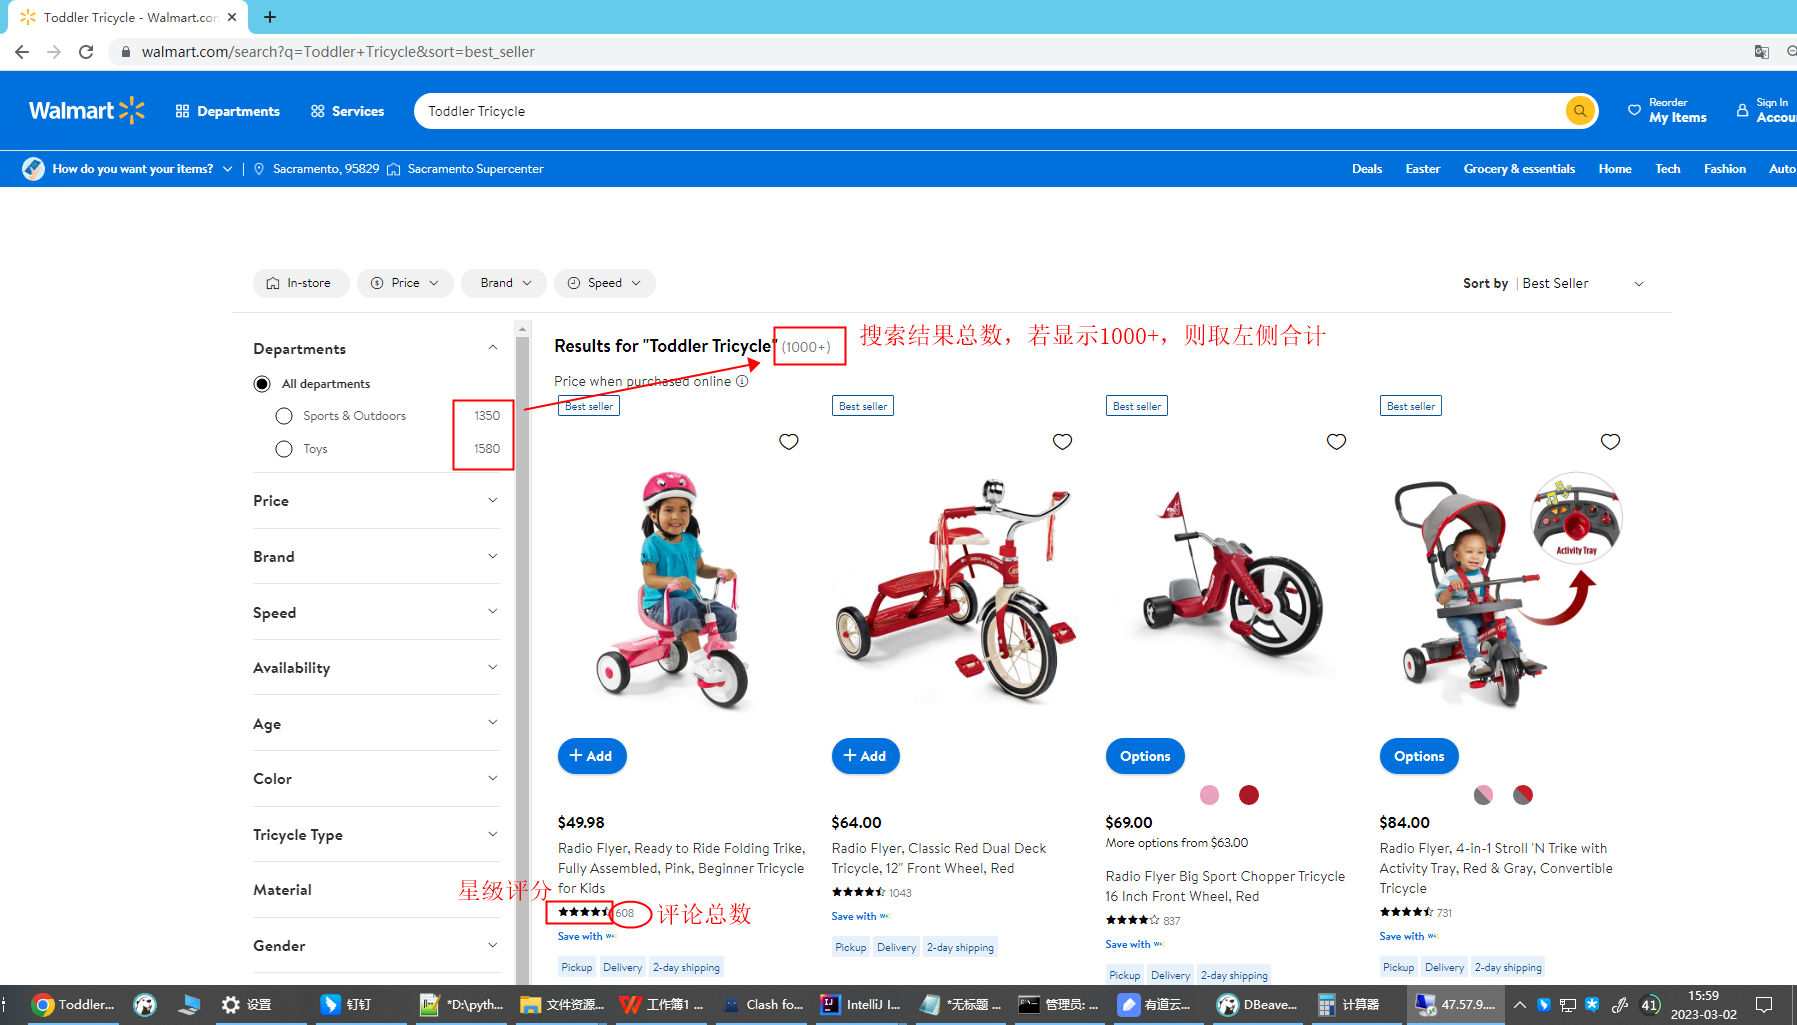 Toddler Tricycle - Walmart.con
walmart.com/search?q=Toddler+Tricycle&sort=best_seller
Walmart
Departments
Services
Toddler Tricycle
Reorder
My Items
Sign In
Accou
How do you want your items?
Sacramento, 95829
Sacramento Supercenter
Deals
Easter
Grocery & essentials
Home
Tech
Fashion
Auto
In-store
Price
Brand
Speed
Sort by
Best Seller
Departments
All departments
Sports & Outdoors 1350
Toys 1580
Price
Brand
Speed
Availability
Age
Color
Tricycle Type
Material
Gender
Results for "Toddler Tricycle" (1000+)
搜索结果总数，若显示1000+，则取左侧合计
Price when purchased online
Best seller
Best seller
Best seller
Best seller
Activity Tray
+ Add
+ Add
Options
Options
$49.98
Radio Flyer, Ready to Ride Folding Trike,
Fully Assembled, Pink, Beginner Tricycle
for Kids
星级评分
608
评论总数
Save with W+
Pickup
Delivery
2-day shipping
$64.00
Radio Flyer, Classic Red Dual Deck
Tricycle, 12" Front Wheel, Red
1043
Save with W+
Pickup
Delivery
2-day shipping
$69.00
More options from $63.00
Radio Flyer Big Sport Chopper Tricycle
16 Inch Front Wheel, Red
837
Save with W+
Pickup
Delivery
2-day shipping
$84.00
Radio Flyer, 4-in-1 Stroll 'N Trike with
Activity Tray, Red & Gray, Convertible
Tricycle
731
Save with W+
Pickup
Delivery
2-day shipping
Toddler...
设置
钉钉
*D:\pyth...
文件资源...
工作簿1 ...
Clash fo...
IntelliJ I...
*无标题 ...
管理员: ...
有道云...
DBeave...
计算器
47.57.9....
41
15:59
2023-03-02